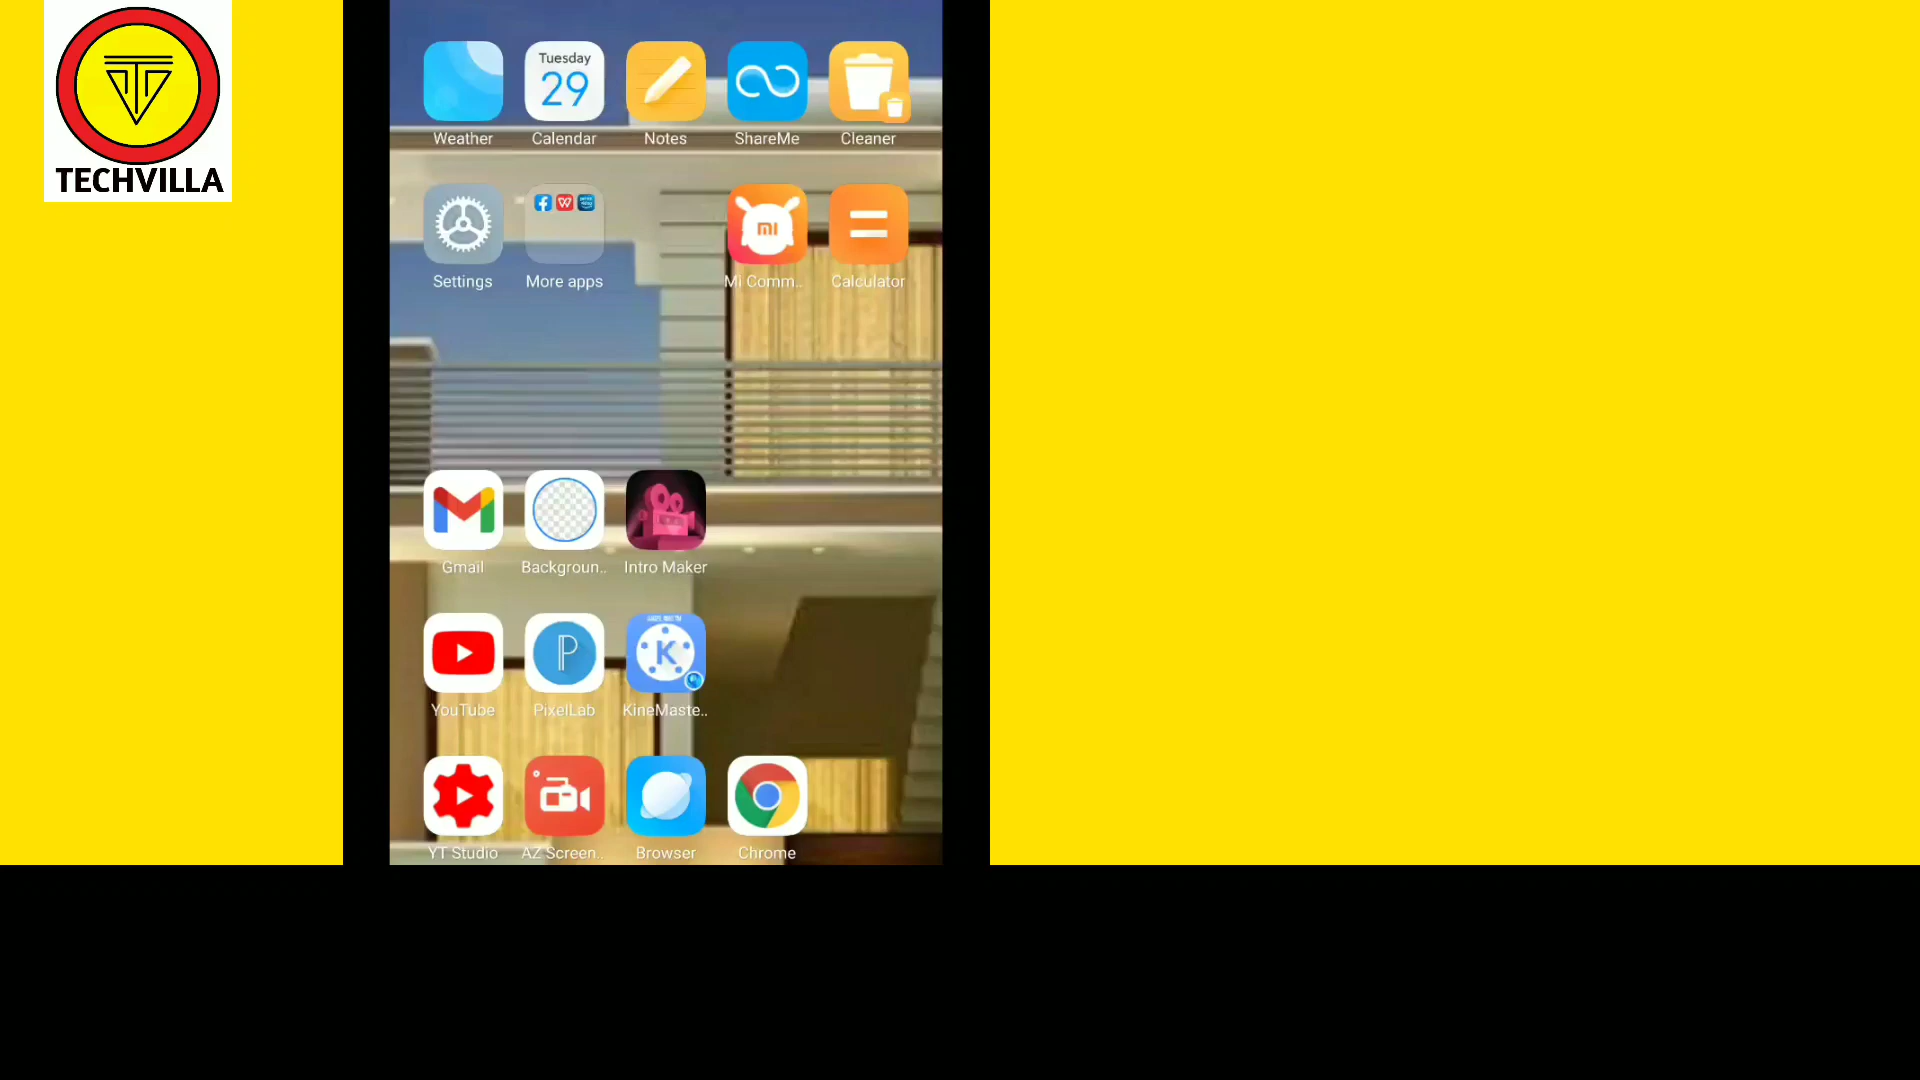 TECHVILLA
Tuesday
29
Weather
Calendar
Notes
ShareMe
Cleaner
mi
Settings
More apps
Mi Comm..
Calculator
Gmail
Backgroun..
Intro Maker
K
YouTube
PixelLab
KineMaste..
YT Studio
AZ Screen..
Browser
Chrome